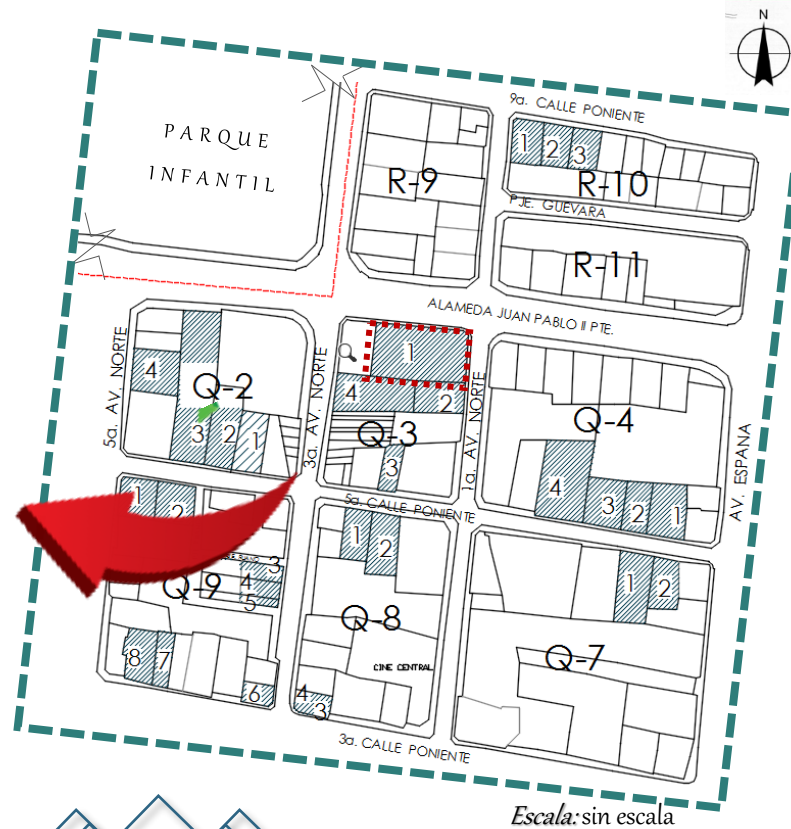 N
9a. CALLE PONIENTE
PARQUE
INFANTIL
1
2
3
R-9
R-10
PJE. GUEVARA
R-11
ALAMEDA JUAN PABLO II PTE.
5a. AV. NORTE
4
Q-2
3
2
1
3a. AV. NORTE
1
4
2
Q-3
3
1a. AV. NORTE
Q-4
4
3
2
1
AV. ESPANA
5a. CALLE PONIENTE
1
2
3
4
5
Q-9
8
7
6
1
2
Q-8
CINE CENTRAL
4
3
1
2
Q-7
3a. CALLE PONIENTE
Escala: sin escala